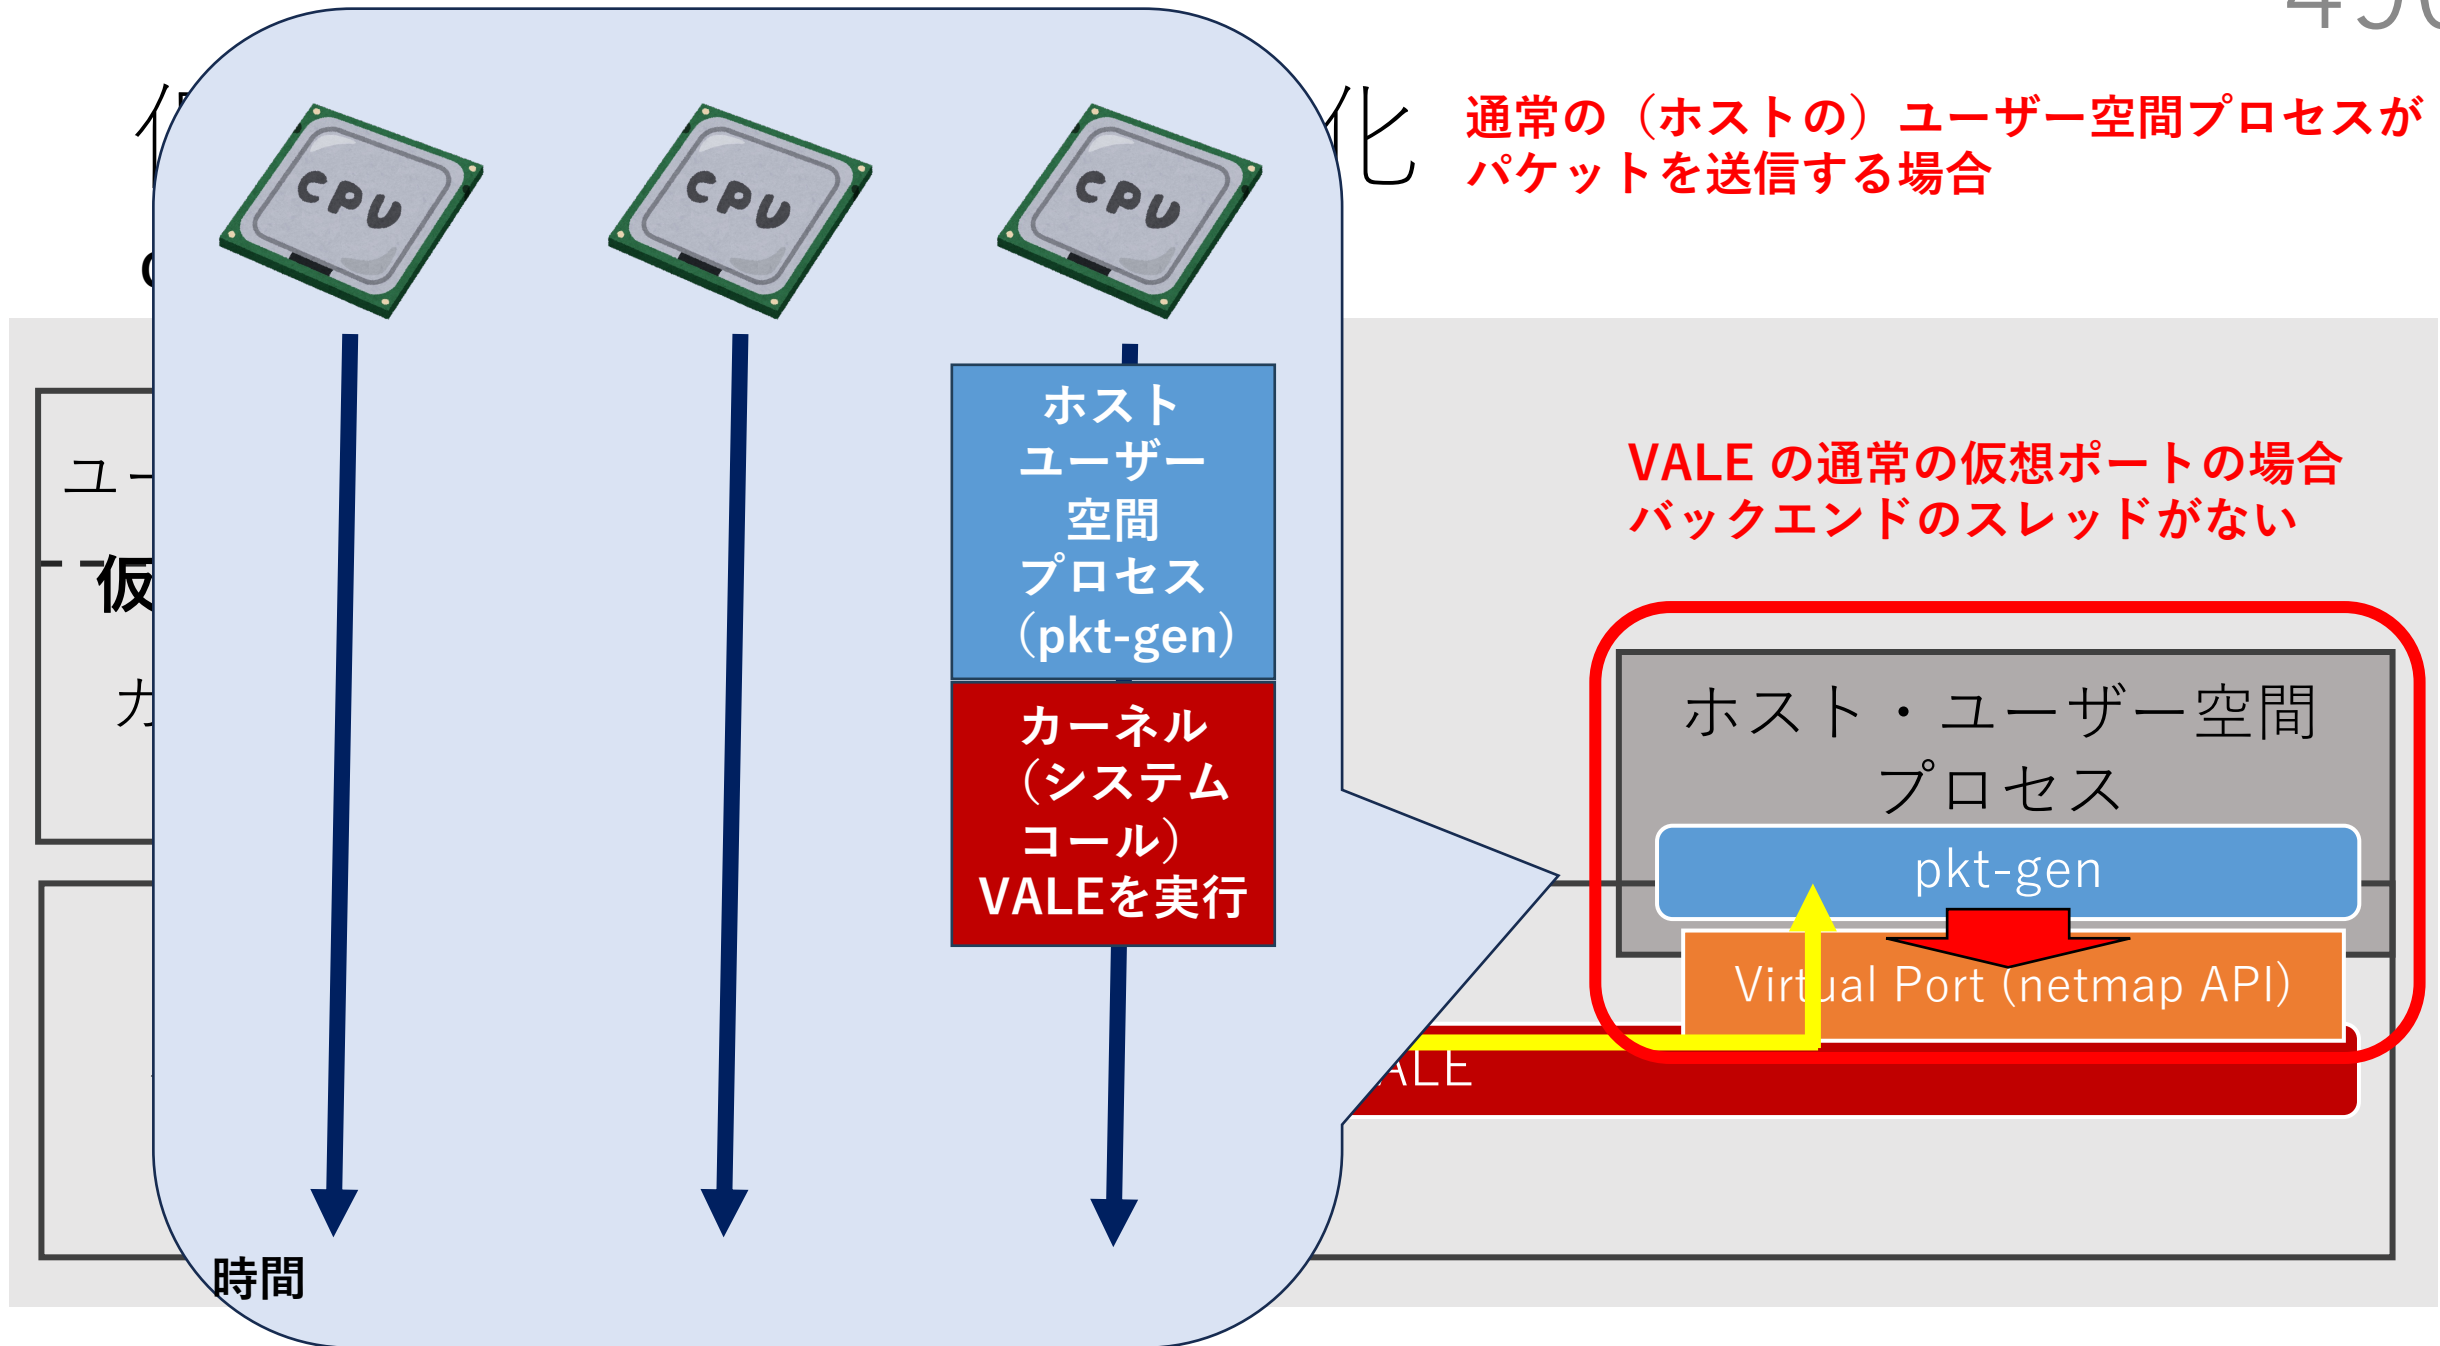 化
通常の（ホストの）ユーザー空間プロセスが
パケットを送信する場合
CPU
CPU
CPU
ホスト
ユーザー
空間
プロセス
（pkt-gen）
カーネル
（システム
コール）
VALEを実行
時間
ユー
仮
VALE の通常の仮想ポートの場合
バックエンドのスレッドがない
ホスト・ユーザー空間
プロセス
pkt-gen
Virtual Port (netmap API)
ALE